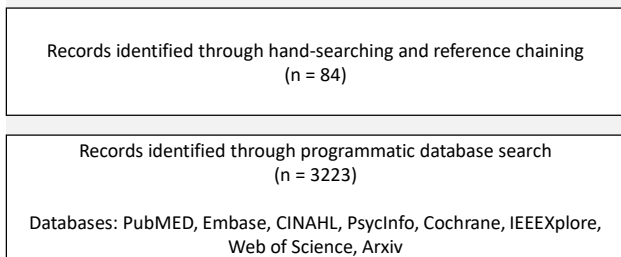 Records identified through hand-searching and reference chaining
(n = 84)
Records identified through programmatic database search
(n = 3223)
Databases: PubMED, Embase, CINAHL, PsycInfo, Cochrane, IEEEXplore,
Web of Science, Arxiv